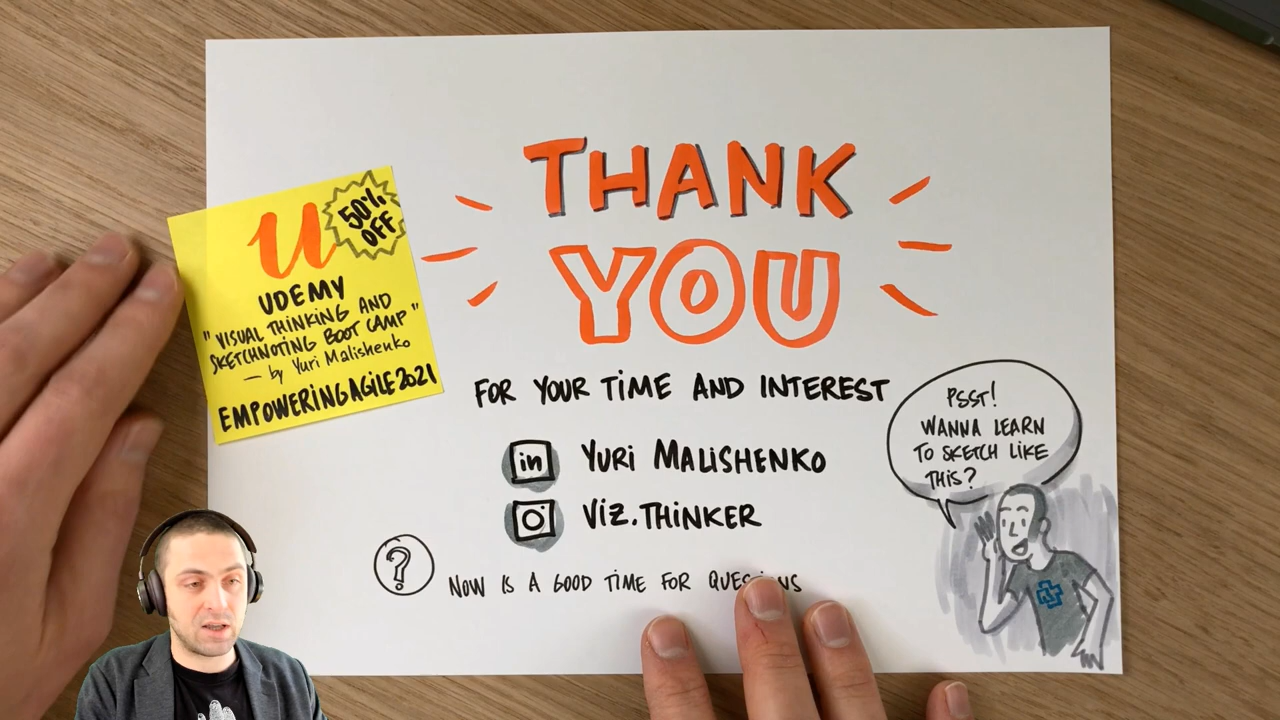 THANK
YOU
FOR YOUR TIME AND INTEREST
in YURI MALISHENKO
VIZ.THINKER
? NOW IS A GOOD TIME FOR
U
50%
OFF
UDEMY
"VISUAL THINKING AND
SKETCHNOTING BOOT CAMP"
— by Yuri Malishenko
EMPOWERINGAGILE2021
PSST!
WANNA LEARN
TO SKETCH LIKE
THIS?